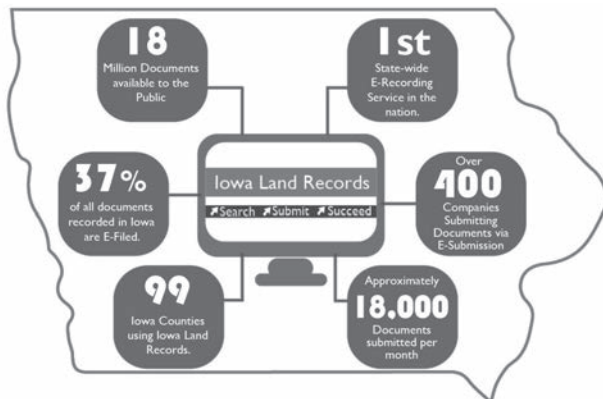 18
Million Documents
available to the
Public
1st
State-wide
E-Recording
Service in the
nation.
37%
of all documents
recorded in Iowa
are E-Filed.
Iowa Land Records
Search Submit Succeed
Over
400
Companies
Submitting
Documents via
E-Submission
99
Iowa Counties
using Iowa Land
Records.
Approximately
18,000
Documents
submitted per
month